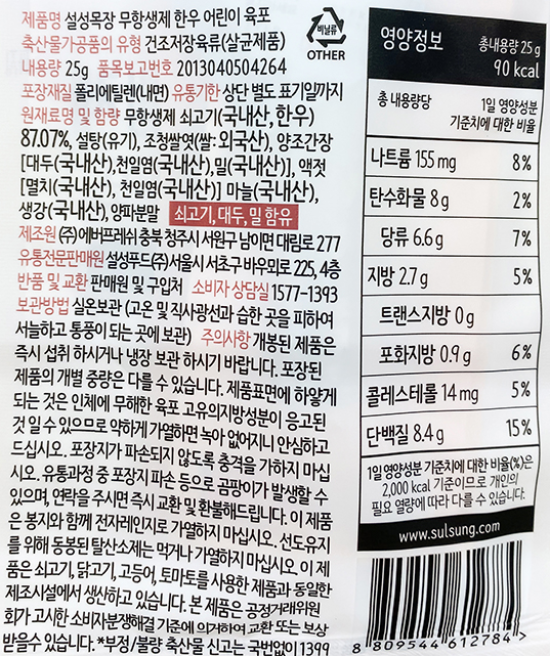 제품명 설성목장 무항생제 한우 어린이 육포
축산물가공품의 유형 건조저장육류(살균제품)
내용량 25g 품목보고번호 2013040504264
포장재질 폴리에틸렌(내면) 유통기한 상단 별도 표기일까지
원재료명 및 함량 무항생제 쇠고기(국내산, 한우)
87.07%, 설탕(유기), 조청쌀엿(쌀:외국산), 양조간장
[대두(국내산),천일염(국내산),밀(국내산)], 액젓
[멸치(국내산), 천일염(국내산)] 마늘(국내산),
생강(국내산), 양파분말 쇠고기, 대두, 밀 함유
제조원 (주)에버프레쉬 충북 청주시 서원구 남이면 대림로 277
유통전문판매원 설성푸드(주)서울시 서초구 바우뫼로 225, 4층
반품 및 교환 판매원 및 구입처 소비자 상담실 1577-1393
보관방법 실온보관 (고온 및 직사광선과 습한 곳을 피하여
서늘하고 통풍이 되는 곳에 보관) 주의사항 개봉된 제품은
즉시 섭취 하시거나 냉장 보관 하시기 바랍니다. 포장된
제품의 개별 중량은 다를 수 있습니다. 제품표면에 하얗게
되는 것은 인체에 무해한 육포 고유의지방성분이 응고된
것 일 수 있으므로 약하게 가열하면 녹아 없어지니 안심하고
드십시오. 포장지가 파손되지 않도록 충격을 가하지 마십
시오. 유통과정 중 포장지 파손 등으로 곰팡이가 발생할 수
있으며, 연락을 주시면 즉시 교환 및 환불해드립니다. 이 제품
은 봉지와 함께 전자레인지로 가열하지 마십시오. 선도유지
를 위해 동봉된 탈산소제는 먹거나 가열하지 마십시오. 이 제
품은 쇠고기, 닭고기, 고등어, 토마토를 사용한 제품과 동일한
제조시설에서 생산하고 있습니다. 본 제품은 공정거래위원
회가 고시한 소비자분쟁해결 기준에 의거하여 교환 또는 보상
받을수 있습니다. *부정/불량 축산물 신고는 국번없이 1399
비닐류
OTHER
영양정보
총내용량 25 g
90 kcal
총 내용량당
1일 영양성분
기준치에 대한 비율
나트륨 155 mg 8%
탄수화물 8 g 2%
당류 6.6 g 7%
지방 2.7 g 5%
트랜스지방 0 g
포화지방 0.9 g 6%
콜레스테롤 14 mg 5%
단백질 8.4 g 15%
1일 영양성분 기준치에 대한 비율(%)은
2,000 kcal 기준이므로 개인의
필요 열량에 따라 다를 수 있습니다.
www.sulsung.com
8 809544 612784 >